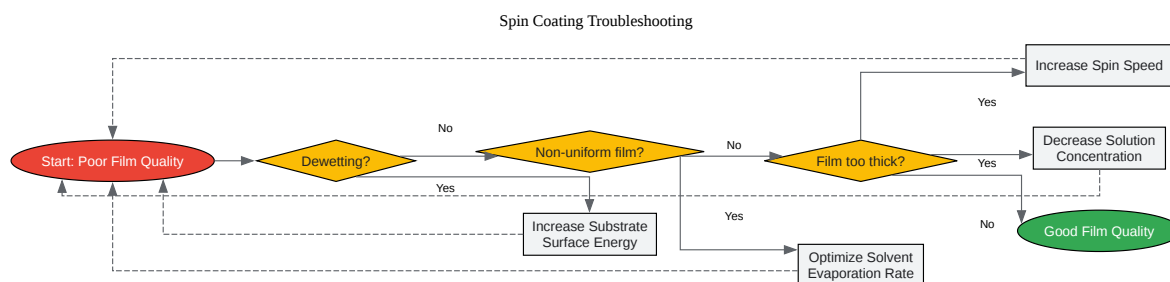 Spin Coating Troubleshooting
Increase Spin Speed
Yes
No
Start: Poor Film Quality
Dewetting?
Non-uniform film?
No
Film too thick?
Yes
Decrease Solution
Concentration
Yes
Increase Substrate
Surface Energy
Yes
No
Good Film Quality
Optimize Solvent
Evaporation Rate